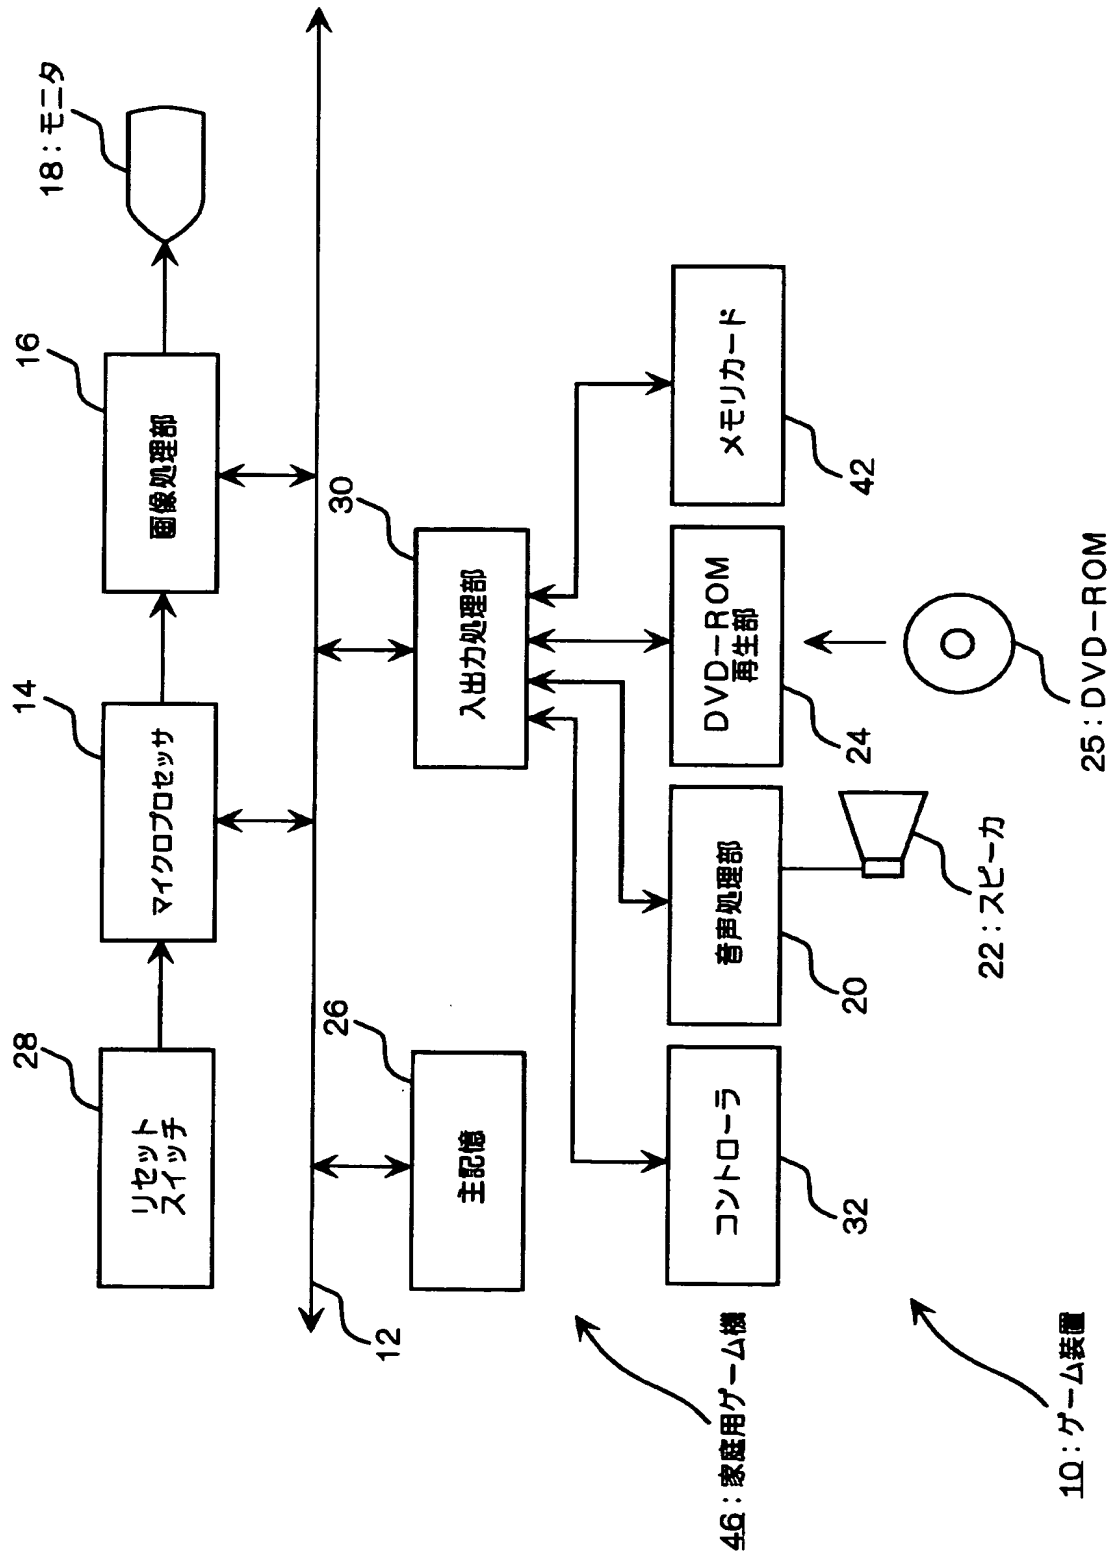 28
リセット
スイッチ
14
マイクロプロセッサ
16
画像処理部
18：モニタ
12
26
主記憶
30
入出力処理部
コントローラ
32
音声処理部
20
DVD－ROM
再生部
24
メモリカード
42
22：スピーカ
25：DVD－ROM
46：家庭用ゲーム機
10：ゲーム装置